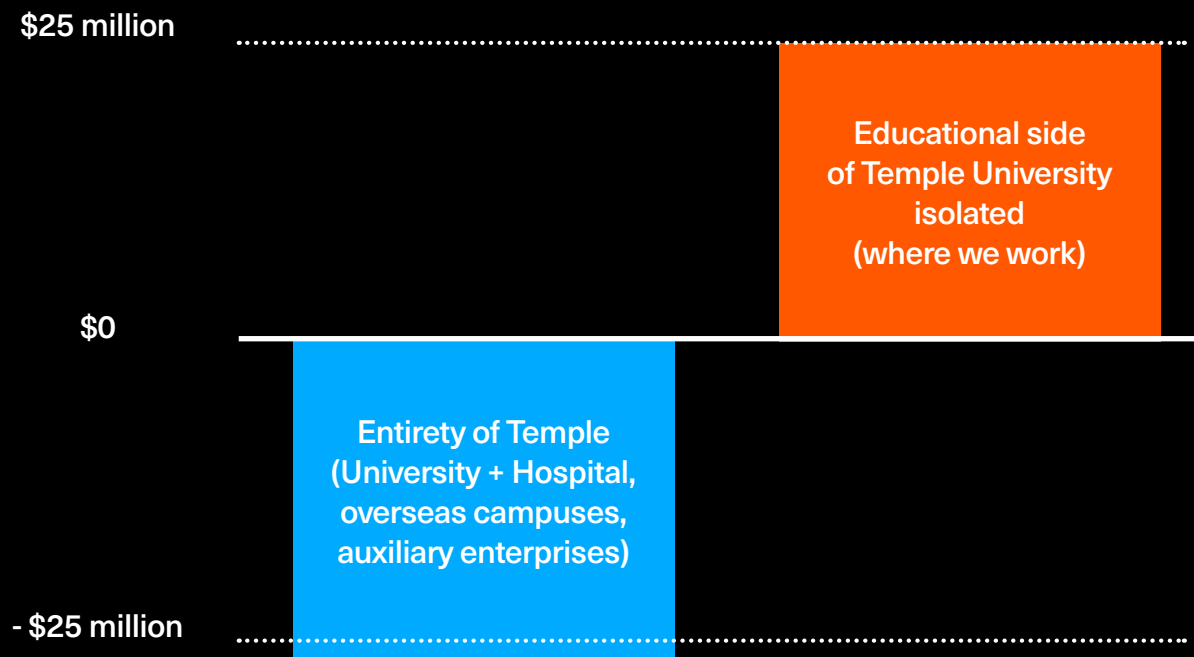 $25 million
Educational side
of Temple University
isolated
(where we work)
$0
Entirety of Temple
(University + Hospital,
overseas campuses,
auxiliary enterprises)
- $25 million